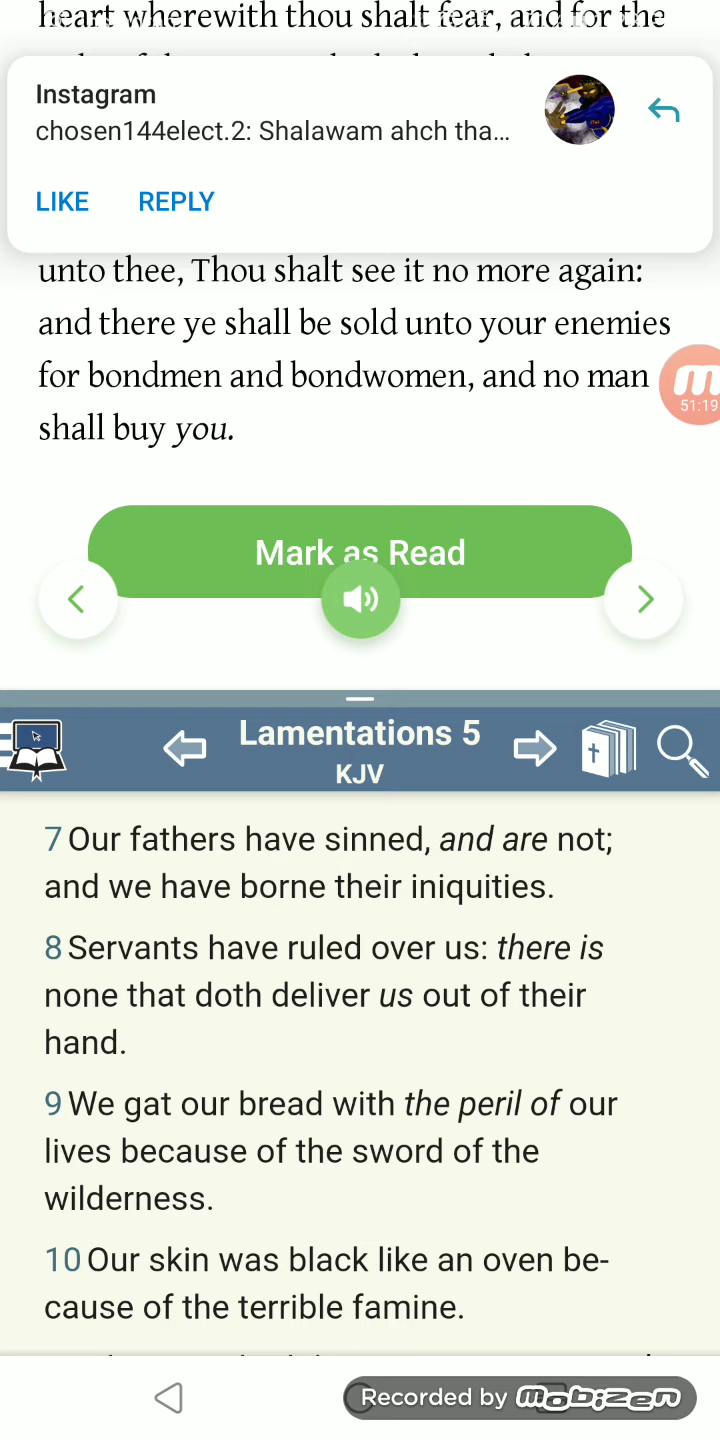 heart wherewith thou shalt fear, and for the
Instagram
chosen144elect.2: Shalawam ahch tha...
LIKE REPLY
unto thee, Thou shalt see it no more again:
and there ye shall be sold unto your enemies
for bondmen and bondwomen, and no man
shall buy you.
51:19
Mark as Read
Lamentations 5
KJV
7 Our fathers have sinned, and are not;
and we have borne their iniquities.
8 Servants have ruled over us: there is
none that doth deliver us out of their
hand.
9 We gat our bread with the peril of our
lives because of the sword of the
wilderness.
10 Our skin was black like an oven be-
cause of the terrible famine.
Recorded by mobizen